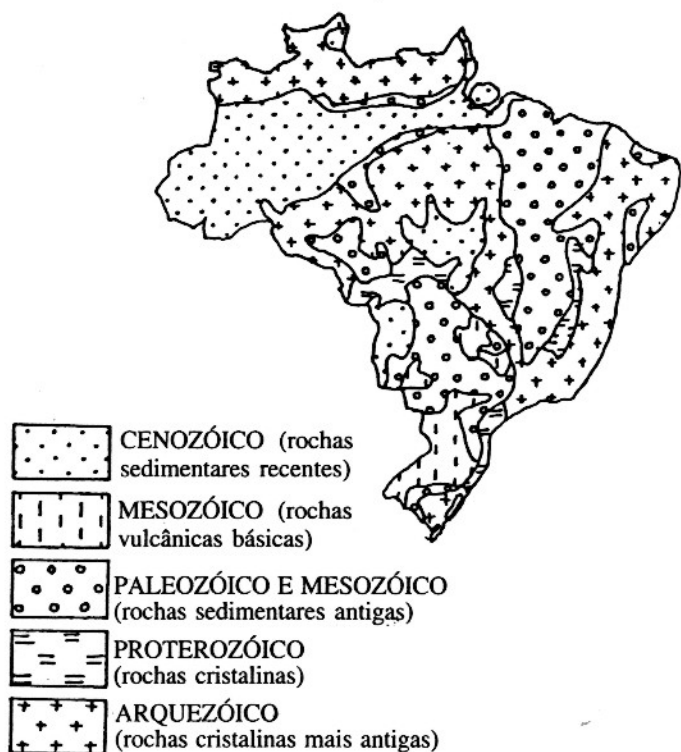 CENOZÓICO (rochas
sedimentares recentes)
MESOZÓICO (rochas
vulcânicas básicas)
PALEOZÓICO E MESOZÓICO
(rochas sedimentares antigas)
PROTEROZÓICO
(rochas cristalinas)
ARQUEZÓICO
(rochas cristalinas mais antigas)